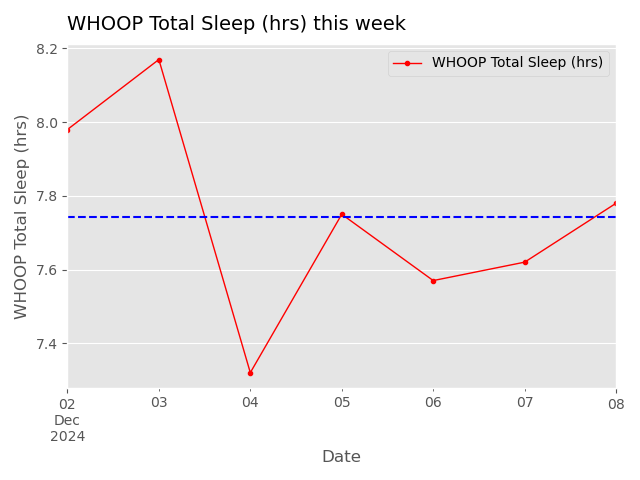 WHOOP Total Sleep (hrs) this week
WHOOP Total Sleep (hrs)
WHOOP Total Sleep (hrs)
8.2
8.0
7.8
7.6
7.4
02 03 04 05 06 07 08
Dec
2024
Date